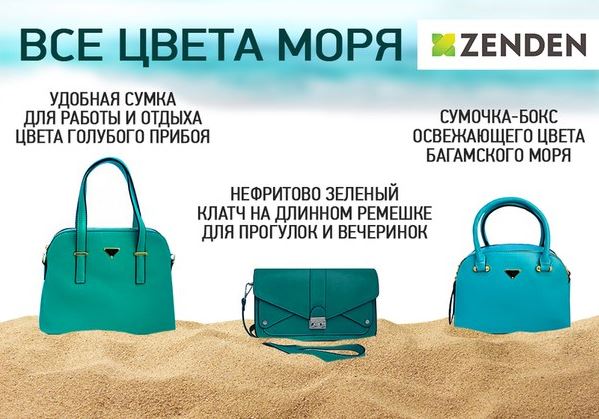 ВСЕ ЦВЕТА МОРЯ
ZENDEN
УДОБНАЯ СУМКА
ДЛЯ РАБОТЫ И ОТДЫХА
ЦВЕТА ГОЛУБОГО ПРИБОЯ
НЕФРИТОВО ЗЕЛЕНЫЙ
КЛАТЧ НА ДЛИННОМ РЕМЕШКЕ
ДЛЯ ПРОГУЛОК И ВЕЧЕРИНОК
СУМОЧКА-БОКС
ОСВЕЖАЮЩЕГО ЦВЕТА
БАГАМСКОГО МОРЯ